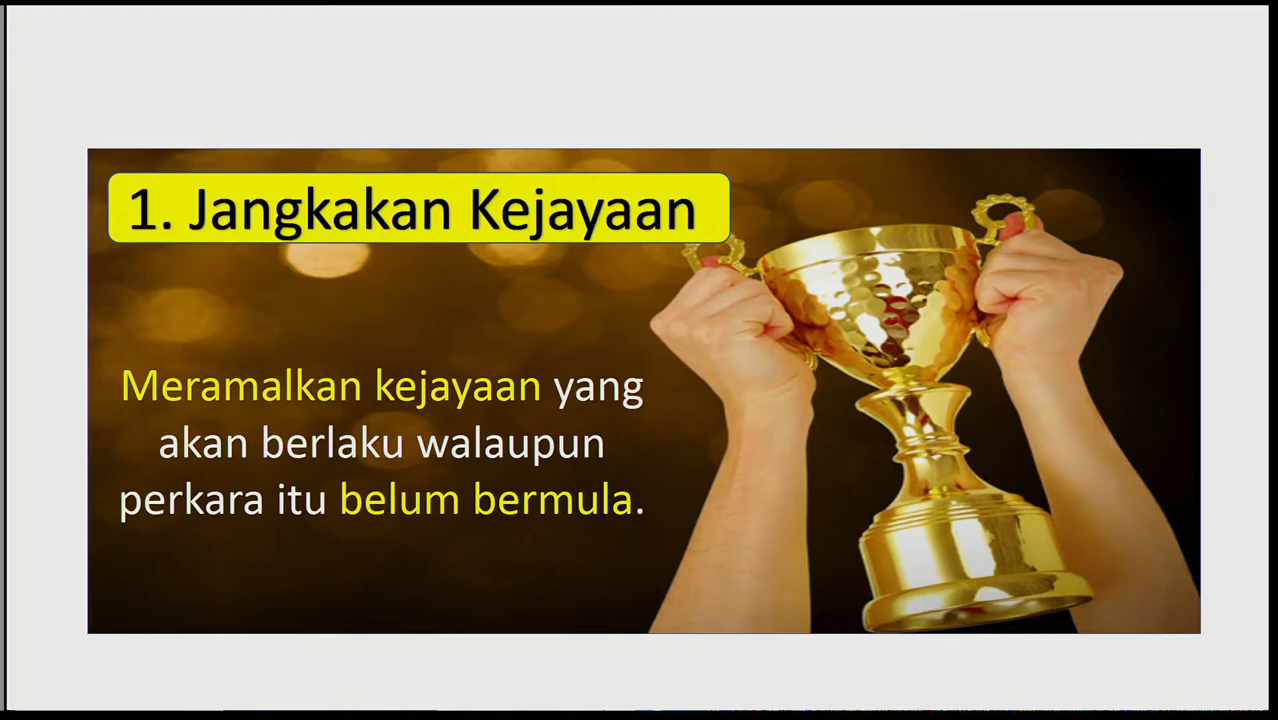 1. Jangkakan Kejayaan
Meramalkan kejayaan yang
akan berlaku walaupun
perkara itu belum bermula.